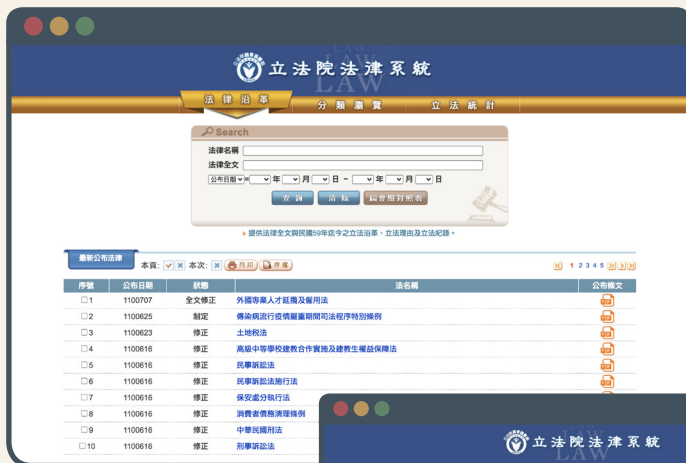 立法院法律系統
法律沿革 分類瀏覽 立法統計
Search
法律名稱
法律全文
公布日期 = 年 月 日 ~ 年 月 日
查詢 清除 屆會期對照表
提供法律全文與民國59年迄今之立法沿革、立法理由及立法紀錄。
最新公布法律 本頁: 本次: 列印 存檔 1 2 3 4 5
序號 公布日期 狀態 法名稱 公布條文
1 1100707 全文修正 外國專業人才延攬及僱用法 PDF
2 1100625 制定 傳染病流行疫情嚴重期間司法程序特別條例 PDF
3 1100623 修正 土地稅法 PDF
4 1100616 修正 高級中等學校建教合作實施及建教生權益保障法 PDF
5 1100616 修正 民事訴訟法 PDF
6 1100616 修正 民事訴訟法施行法 PDF
7 1100616 修正 保安處分執行法 PDF
8 1100616 修正 消費者債務清理條例
9 1100616 修正 中華民國刑法
10 1100616 修正 刑事訴訟法
立法院法律系統